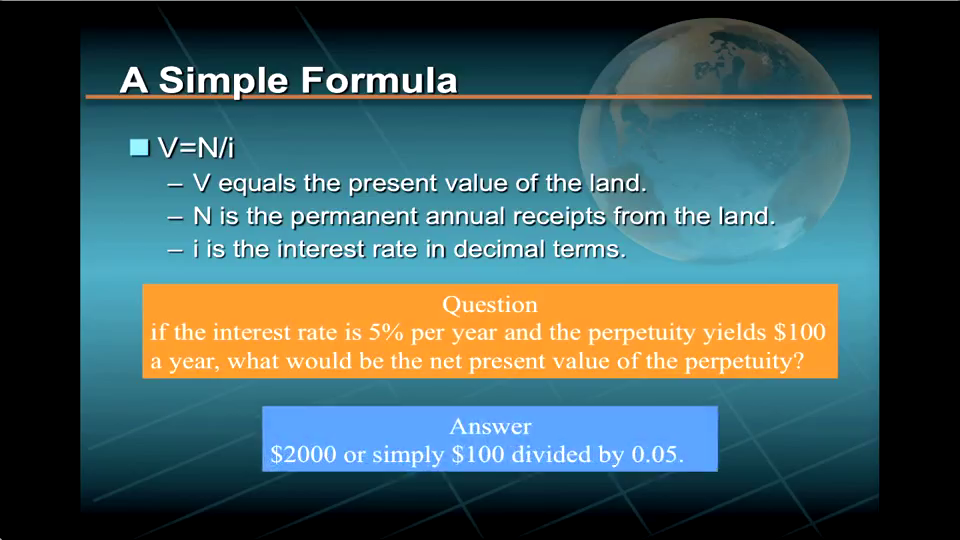 A Simple Formula
V=N/i
– V equals the present value of the land.
– N is the permanent annual receipts from the land.
– i is the interest rate in decimal terms.
Question
if the interest rate is 5% per year and the perpetuity yields $100
a year, what would be the net present value of the perpetuity?
Answer
$2000 or simply $100 divided by 0.05.